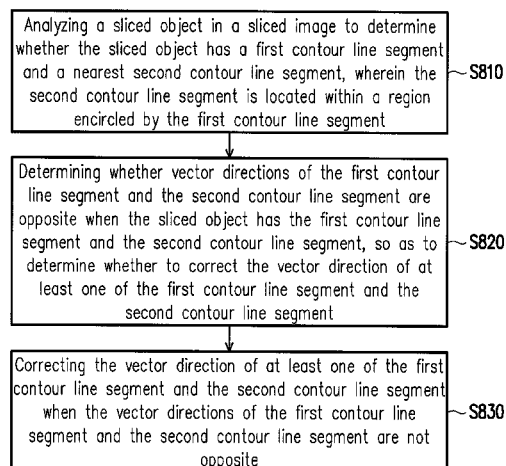 Analyzing a sliced object in a sliced image to determine
whether the sliced object has a first contour line segment
and a nearest second contour line segment, wherein the
second contour line segment is located within a region
encircled by the first contour line segment
S810
Determining whether vector directions of the first contour
line segment and the second contour line segment are
opposite when the sliced object has the first contour line
segment and the second contour line segment, so as to
determine whether to correct the vector direction of at
least one of the first contour line segment and the
second contour line segment
S820
Correcting the vector direction of at least one of the first
contour line segment and the second contour line segment
when the vector directions of the first contour line
segment and the second contour line segment are not
opposite
S830